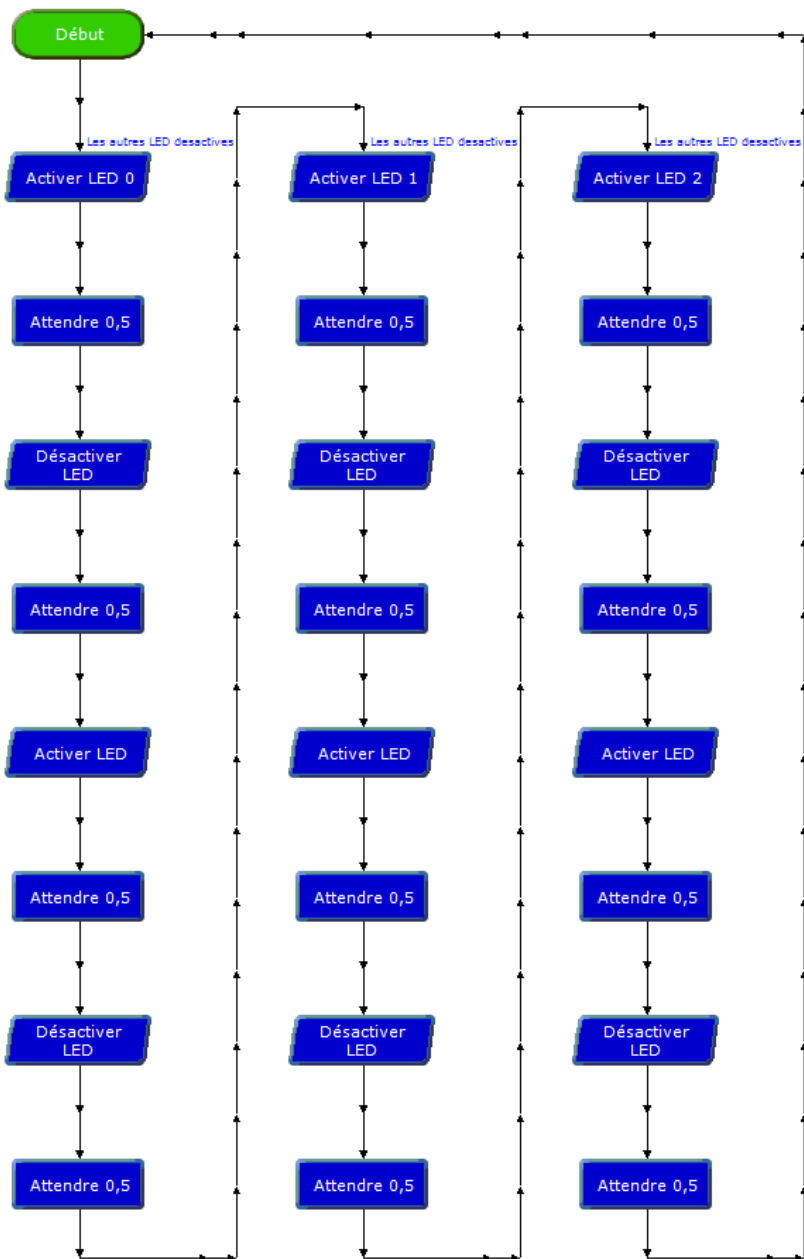 Début
Les autres LED desactives
Activer LED 0
Attendre 0,5
Désactiver
LED
Attendre 0,5
Activer LED
Attendre 0,5
Désactiver
LED
Attendre 0,5
Les autres LED desactives
Activer LED 1
Attendre 0,5
Désactiver
LED
Attendre 0,5
Activer LED
Attendre 0,5
Désactiver
LED
Attendre 0,5
Les autres LED desactives
Activer LED 2
Attendre 0,5
Désactiver
LED
Attendre 0,5
Activer LED
Attendre 0,5
Désactiver
LED
Attendre 0,5